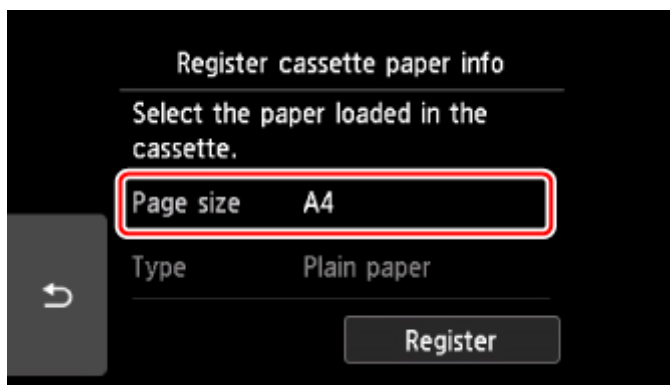 Register cassette paper info
Select the paper loaded in the
cassette.
Page size A4
Type Plain paper
Register